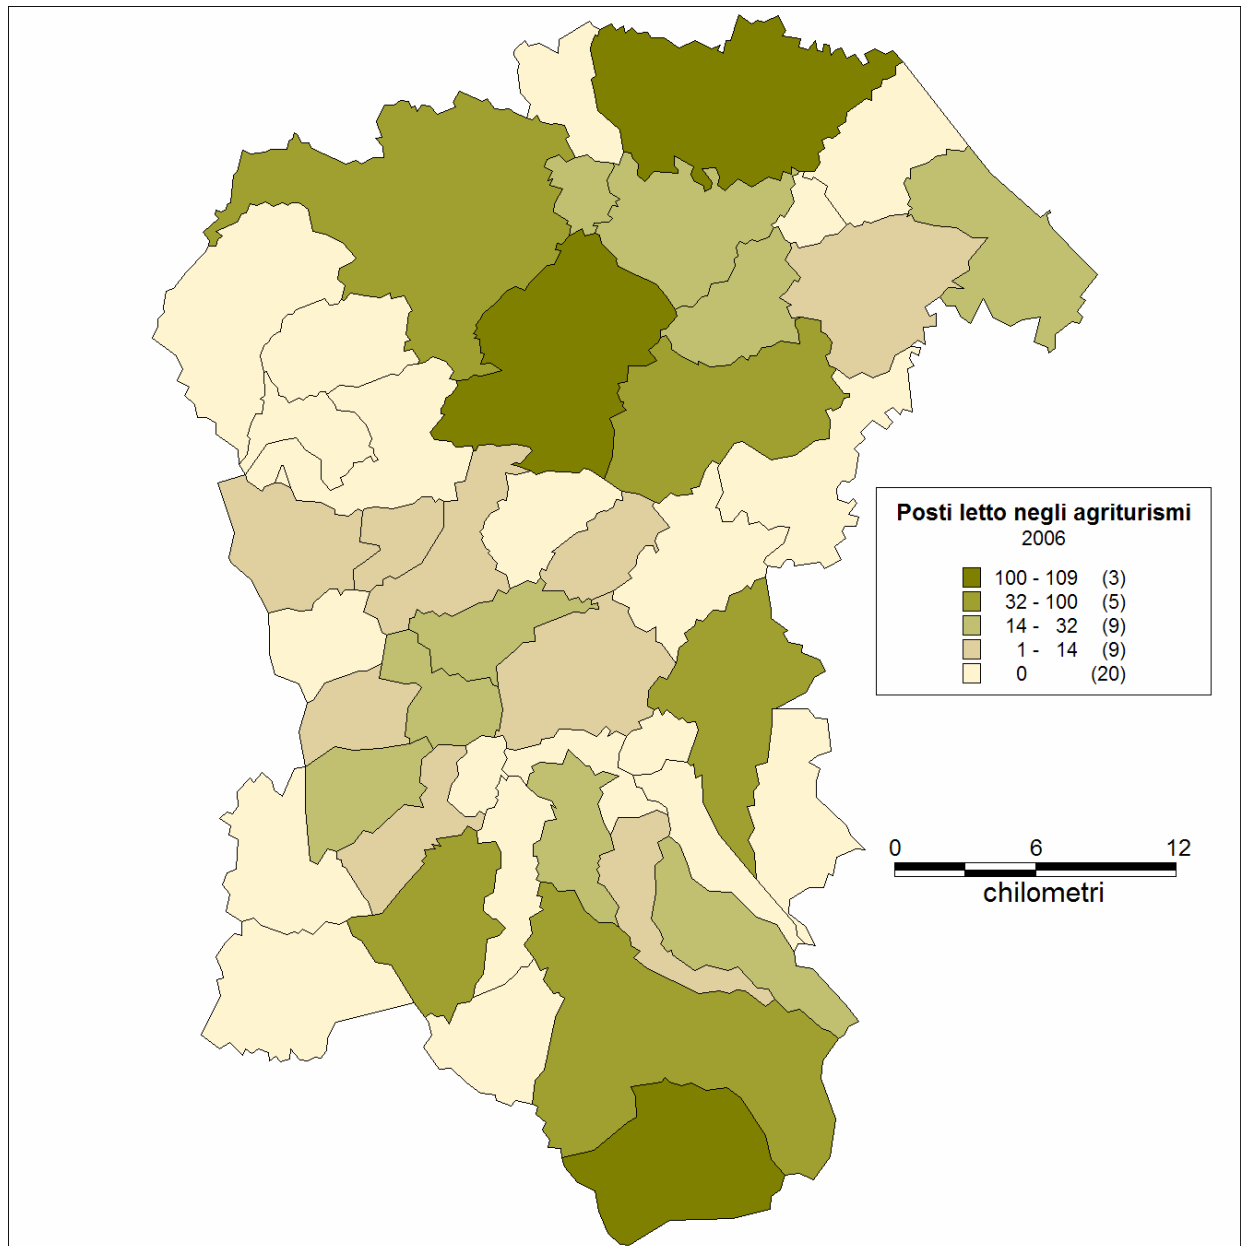 Posti letto negli agriturismi
2006
100 - 109 (3)
32 - 100 (5)
14 - 32 (9)
1 - 14 (9)
0 (20)
0 6 12
chilometri